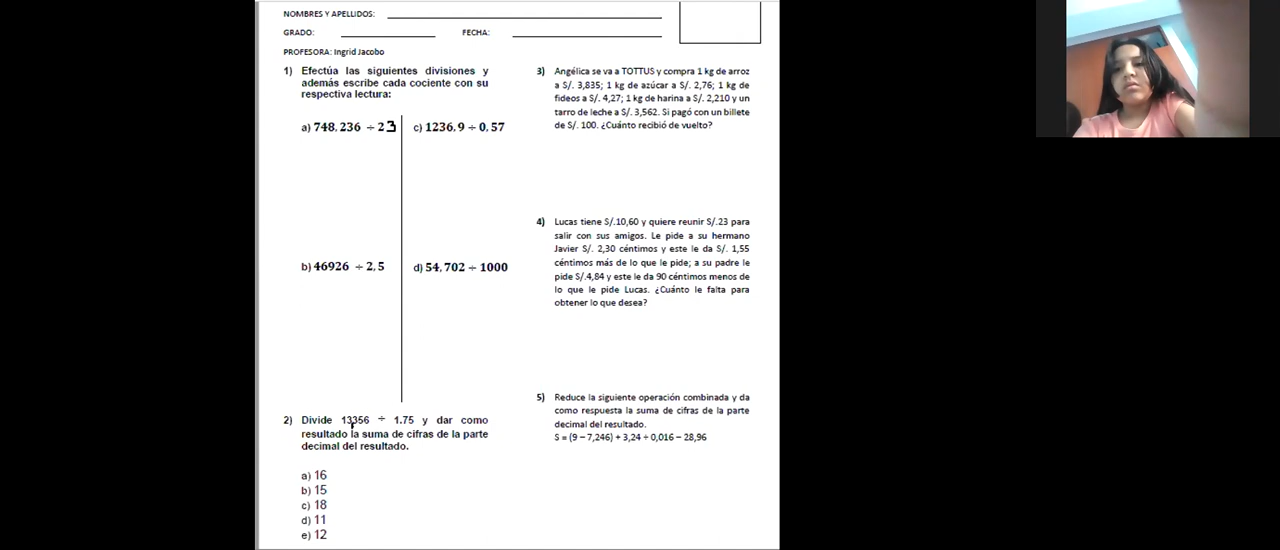 NOMBRES Y APELLIDOS:
GRADO: FECHA:
PROFESORA: Ingrid Jacobo
1) Efectúa las siguientes divisiones y
además escribe cada cociente con su
respectiva lectura:
a) 748,236 ÷ 23
c) 1236,9 ÷ 0,57
b) 46926 ÷ 2,5
d) 54,702 ÷ 1000
2) Divide 13356 ÷ 1.75 y dar como
resultado la suma de cifras de la parte
decimal del resultado.
a) 16
b) 15
c) 18
d) 11
e) 12
3) Angélica se va a TOTTUS y compra 1 kg de arroz
a S/. 3,835; 1 kg de azúcar a S/. 2,76; 1 kg de
fideos a S/. 4,27; 1 kg de harina a S/. 2,210 y un
tarro de leche a S/. 3,562. Si pagó con un billete
de S/. 100. ¿Cuánto recibió de vuelto?
4) Lucas tiene S/.10,60 y quiere reunir S/.23 para
salir con sus amigos. Le pide a su hermano
Javier S/. 2,30 céntimos y este le da S/. 1,55
céntimos más de lo que le pide; a su padre le
pide S/.4,84 y este le da 90 céntimos menos de
lo que le pide Lucas. ¿Cuánto le falta para
obtener lo que desea?
5) Reduce la siguiente operación combinada y da
como respuesta la suma de cifras de la parte
decimal del resultado.
S = (9 – 7,246) + 3,24 ÷ 0,016 – 28,96